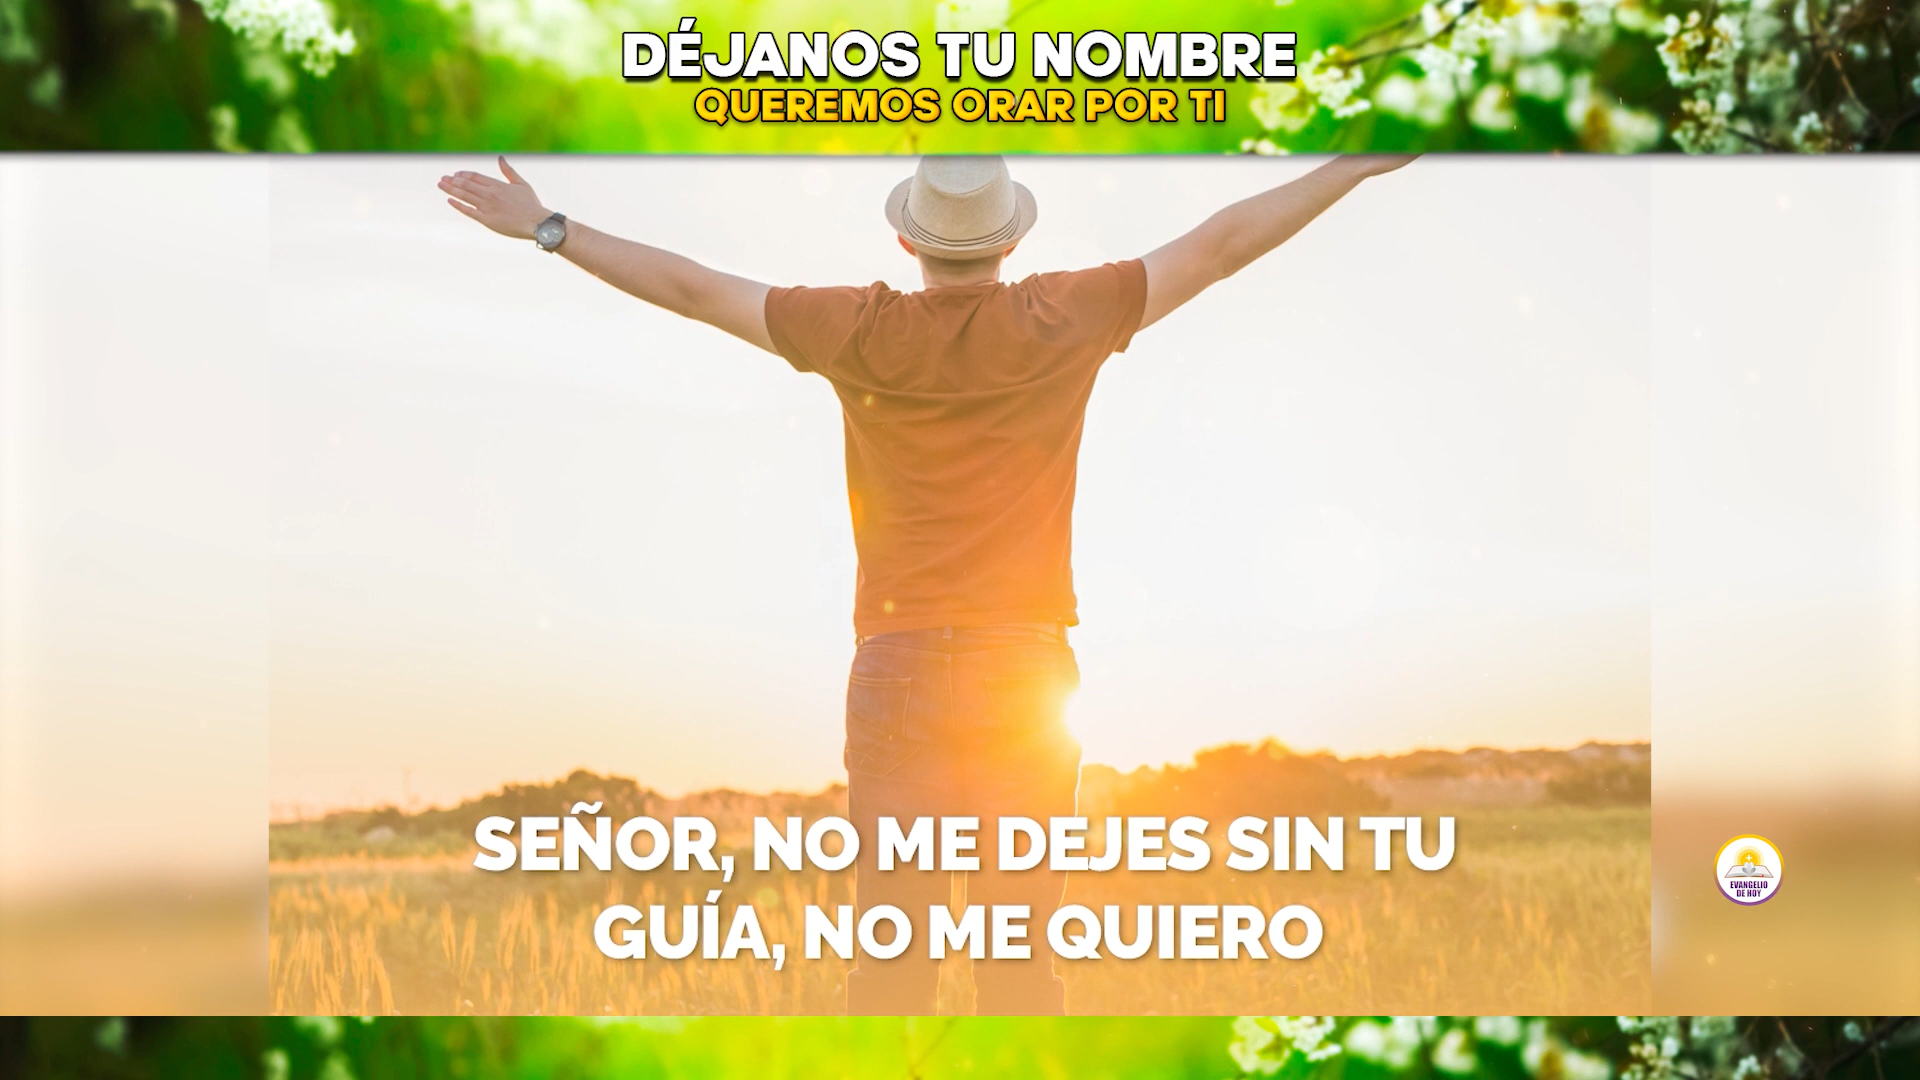 DÉJANOS TU NOMBRE
QUEREMOS ORAR POR TI
SEÑOR, NO ME DEJES SIN TU
GUÍA, NO ME QUIERO
EVANGELIO
DE HOY